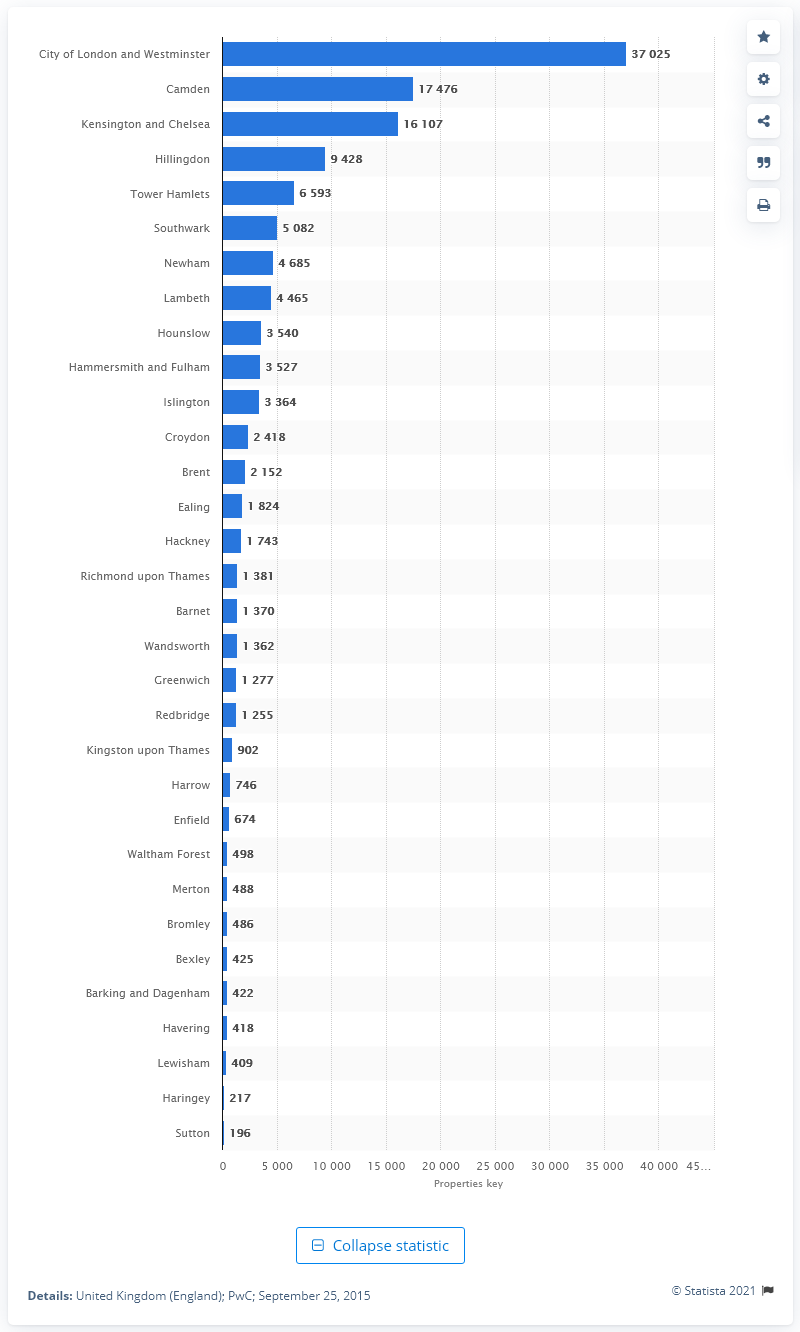 City of London and Westminster 37 025
Camden 17 476
Kensington and Chelsea 16 107
Hillingdon 9 428
Tower Hamlets 6 593
Southwark 5 082
Newham 4 685
Lambeth 4 465
Hounslow 3 540
Hammersmith and Fulham 3 527
Islington 3 364
Croydon 2 418
Brent 2 152
Ealing 1 824
Hackney 1 743
Richmond upon Thames 1 381
Barnet 1 370
Wandsworth 1 362
Greenwich 1 277
Redbridge 1 255
Kingston upon Thames 902
Harrow 746
Enfield 674
Waltham Forest 498
Merton 488
Bromley 486
Bexley 425
Barking and Dagenham 422
Havering 418
Lewisham 409
Haringey 217
Sutton 196
0 5 000 10 000 15 000 20 000 25 000 30 000 35 000 40 000 45...
Properties key
Collapse statistic
© Statista 2021
Details: United Kingdom (England); PwC; September 25, 2015